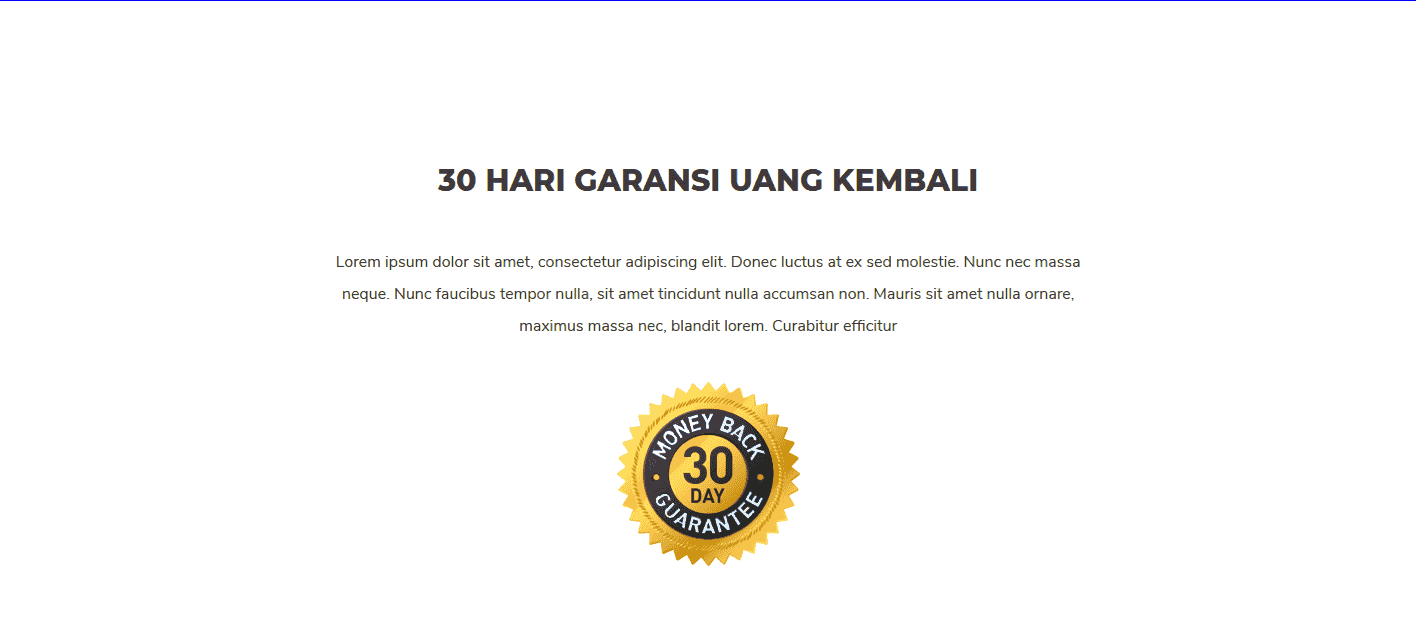 30 HARI GARANSI UANG KEMBALI
Lorem ipsum dolor sit amet, consectetur adipiscing elit. Donec luctus at ex sed molestie. Nunc nec massa
neque. Nunc faucibus tempor nulla, sit amet tincidunt nulla accumsan non. Mauris sit amet nulla ornare,
maximus massa nec, blandit lorem. Curabitur efficitur
MONEY BACK
30
DAY
GUARANTEE